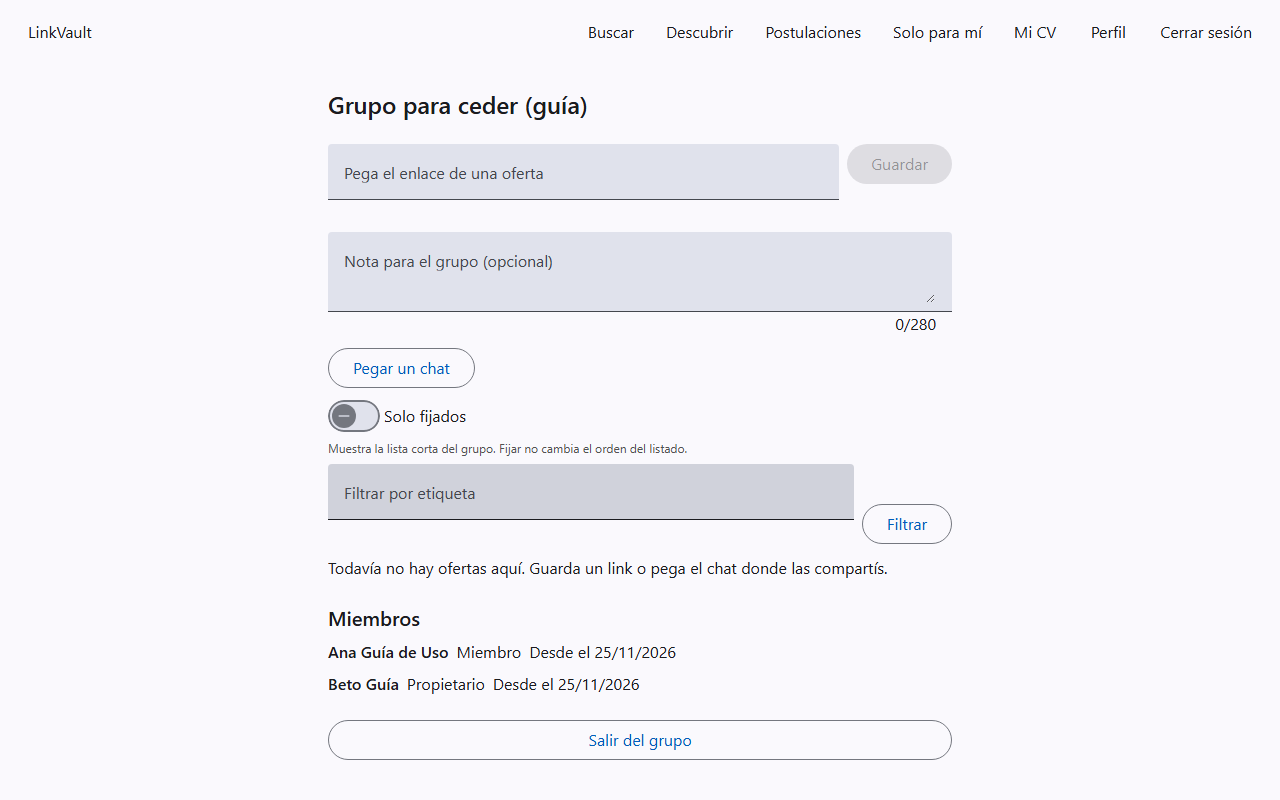 LinkVault Buscar Descubrir Postulaciones Solo para mí Mi CV Perfil Cerrar sesión
Grupo para ceder (guía)
Pega el enlace de una oferta Guardar
Nota para el grupo (opcional)
0/280
Pegar un chat
Solo fijados
Muestra la lista corta del grupo. Fijar no cambia el orden del listado.
Filtrar por etiqueta
Filtrar
Todavía no hay ofertas aquí. Guarda un link o pega el chat donde las compartís.
Miembros
Ana Guía de Uso Miembro Desde el 25/11/2026
Beto Guía Propietario Desde el 25/11/2026
Salir del grupo